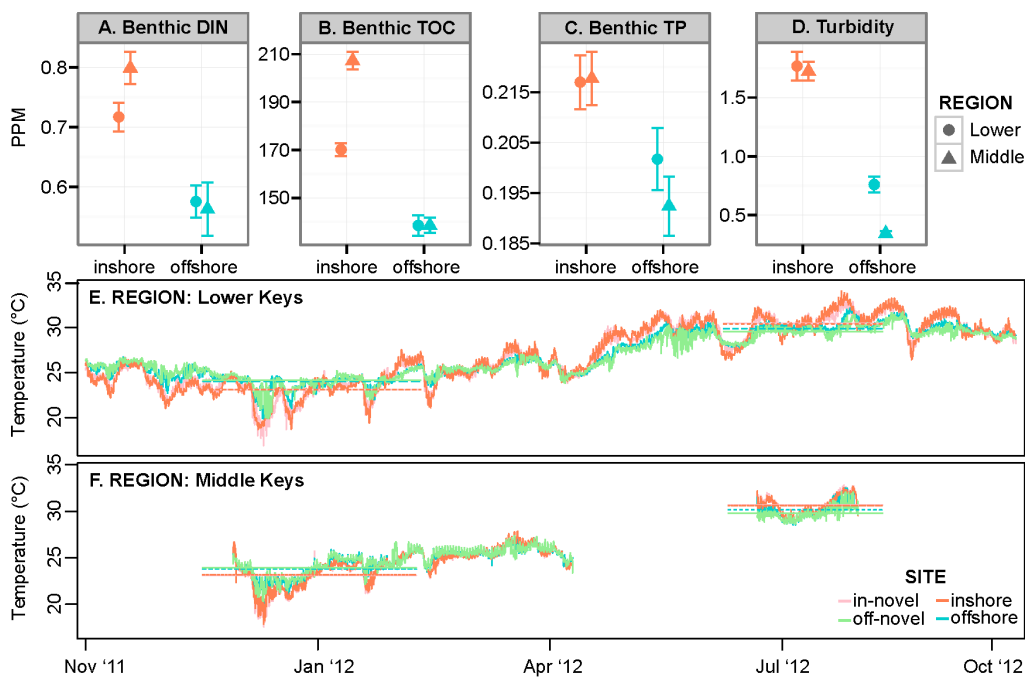 A. Benthic DIN
B. Benthic TOC
C. Benthic TP
D. Turbidity
PPM
0.8
0.7
0.6
210
190
170
150
0.215
0.205
0.195
0.185
1.5
1.0
0.5
REGION
Lower
Middle
inshore offshore
inshore offshore
inshore offshore
inshore offshore
E. REGION: Lower Keys
Temperature (°C)
35
30
25
20
F. REGION: Middle Keys
Temperature (°C)
35
30
25
20
SITE
in-novel inshore
off-novel offshore
Nov '11 Jan '12 Apr '12 Jul '12 Oct '12